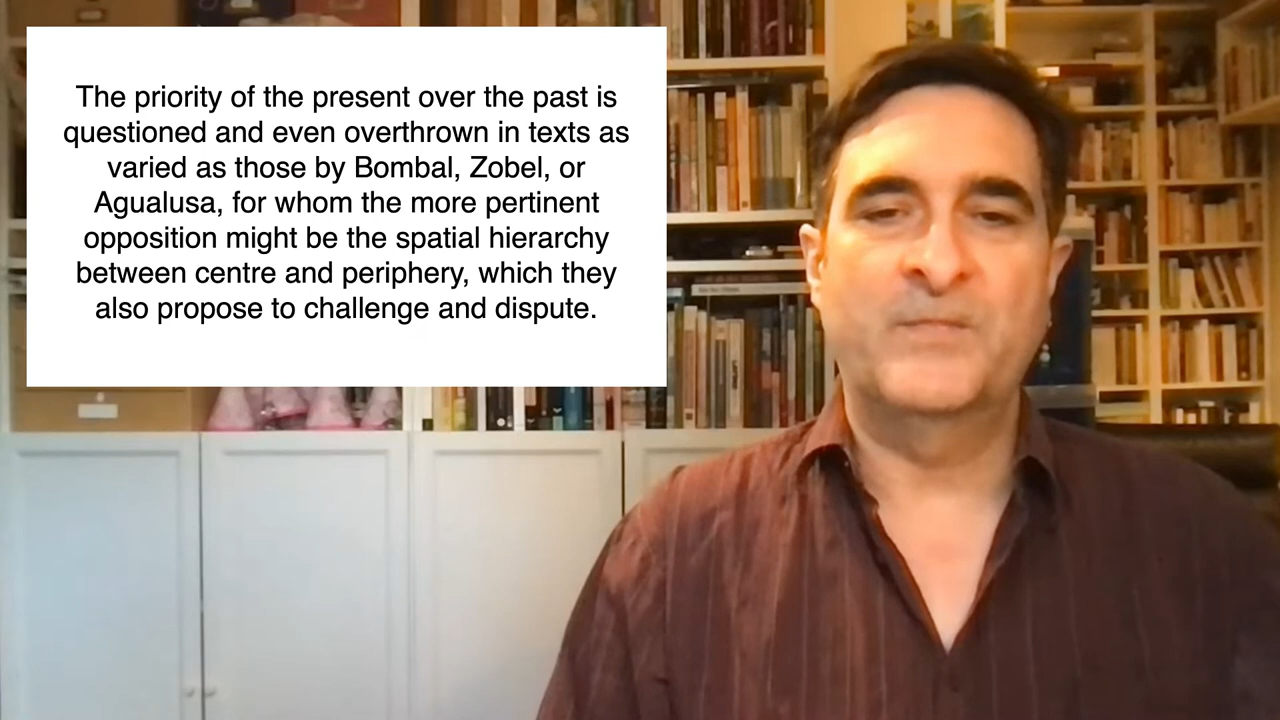 The priority of the present over the past is
questioned and even overthrown in texts as
varied as those by Bombal, Zobel, or
Agualusa, for whom the more pertinent
opposition might be the spatial hierarchy
between centre and periphery, which they
also propose to challenge and dispute.